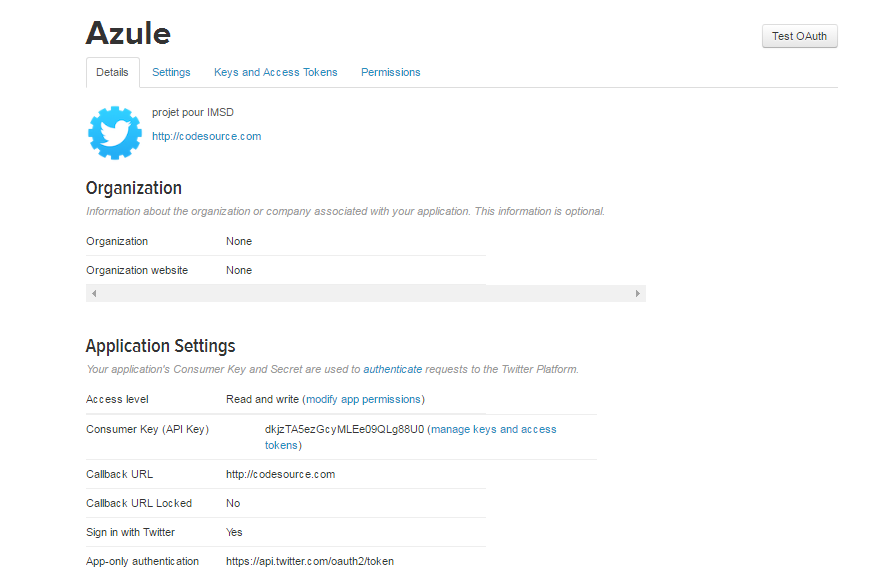 Azule
Test OAuth
Details Settings Keys and Access Tokens Permissions
projet pour IMSD
http://codesource.com
Organization
Information about the organization or company associated with your application. This information is optional.
Organization None
Organization website None
Application Settings
Your application's Consumer Key and Secret are used to authenticate requests to the Twitter Platform.
Access level Read and write (modify app permissions)
Consumer Key (API Key) dkjzTA5ezGcyMLEe09QLg88U0 (manage keys and access
tokens)
Callback URL http://codesource.com
Callback URL Locked No
Sign in with Twitter Yes
App-only authentication https://api.twitter.com/oauth2/token